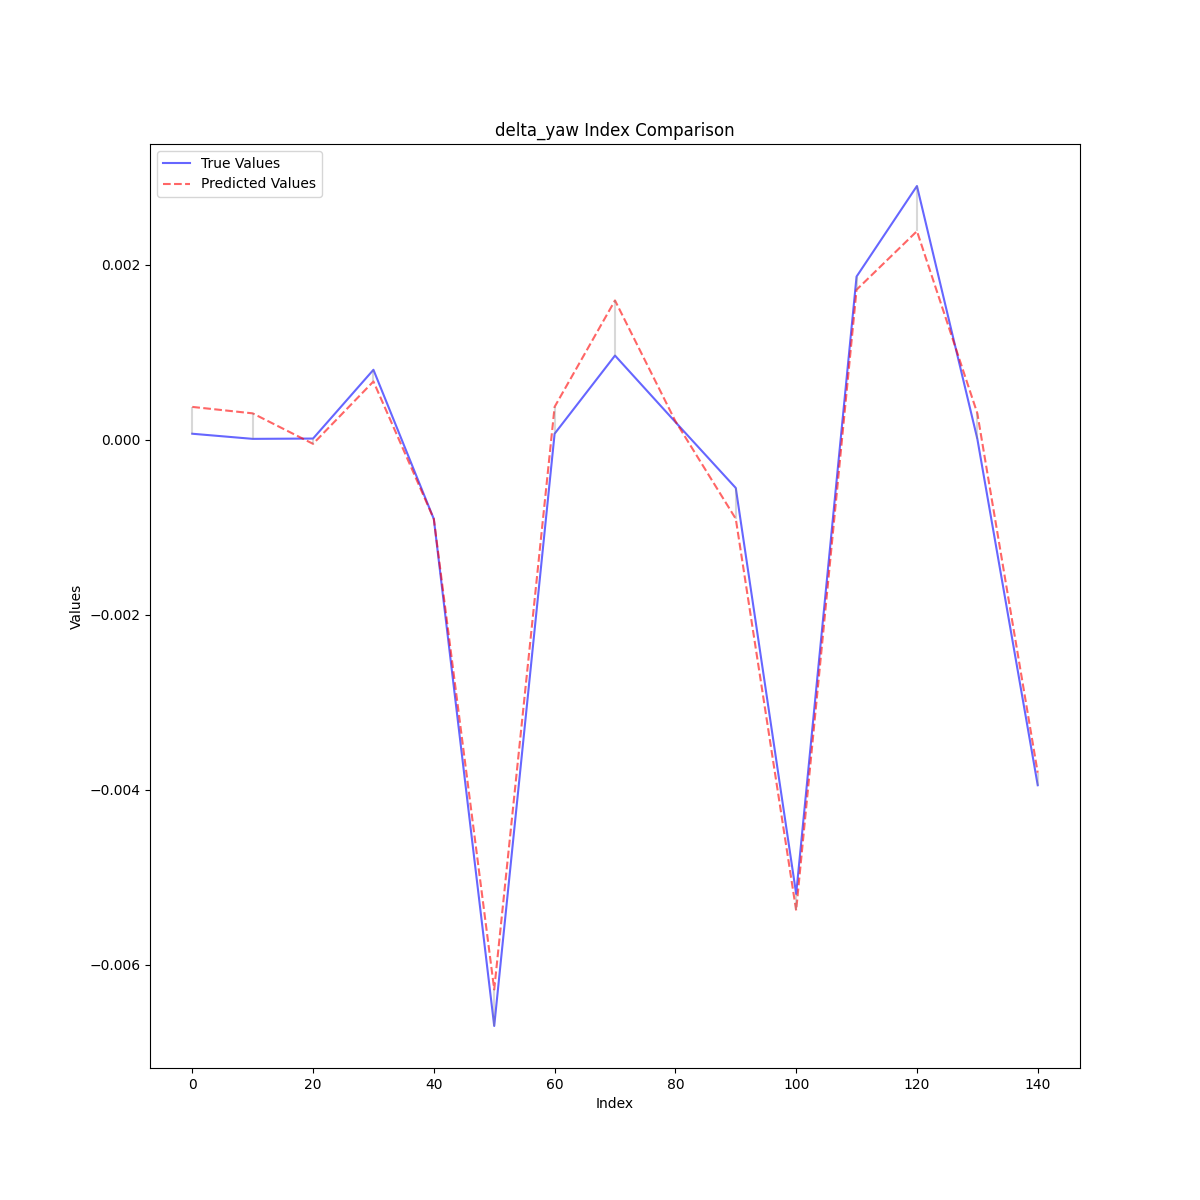 delta_yaw Index Comparison
True Values
Predicted Values
0.002
0.000
−0.002
−0.004
−0.006
Values
0 20 40 60 80 100 120 140
Index